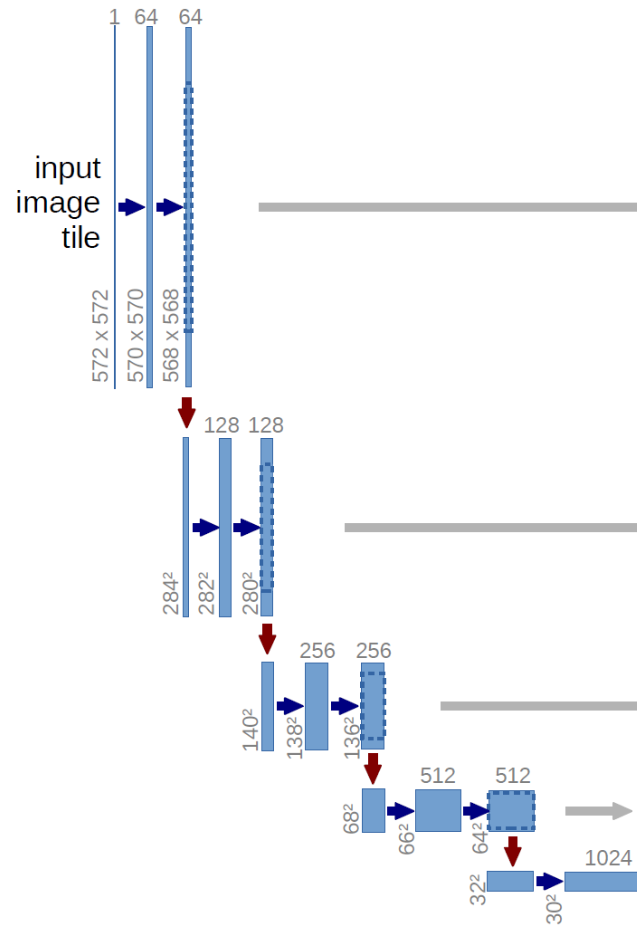 1 64 64
input
image
tile
572 x 572
570 x 570
568 x 568
128 128
284²
282²
280²
256 256
140²
138²
136²
512 512
68²
66²
64²
1024
32²
30²